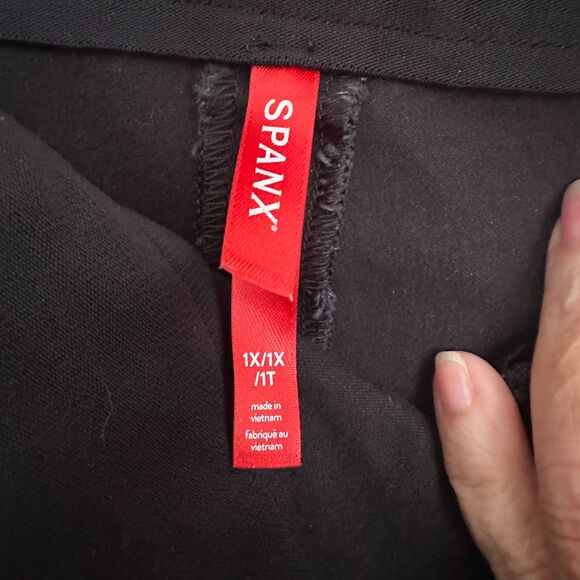 SPANX®
1X/1X
/1T
made in
vietnam
fabriqué au
vietnam